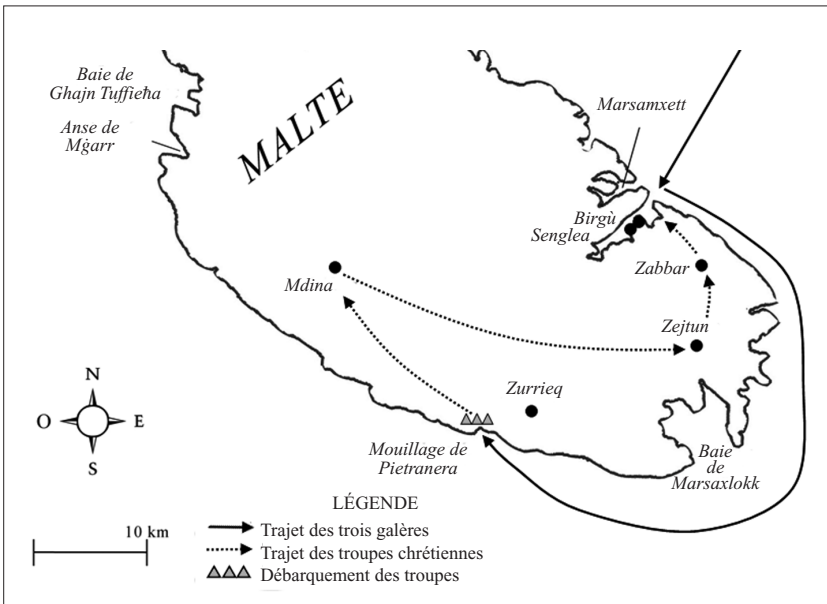 Baie de
Ghajn Tuffieħa
Anse de
Mġarr
MALTE
Marsamxett
Birgù
Senglea
Zabbar
Mdina
Zejtun
Zurrieq
Mouillage de
Pietranera
Baie
de
Marsaxlokk
N
O
E
S
10 km
LÉGENDE
Trajet des trois galères
Trajet des troupes chrétiennes
Débarquement des troupes